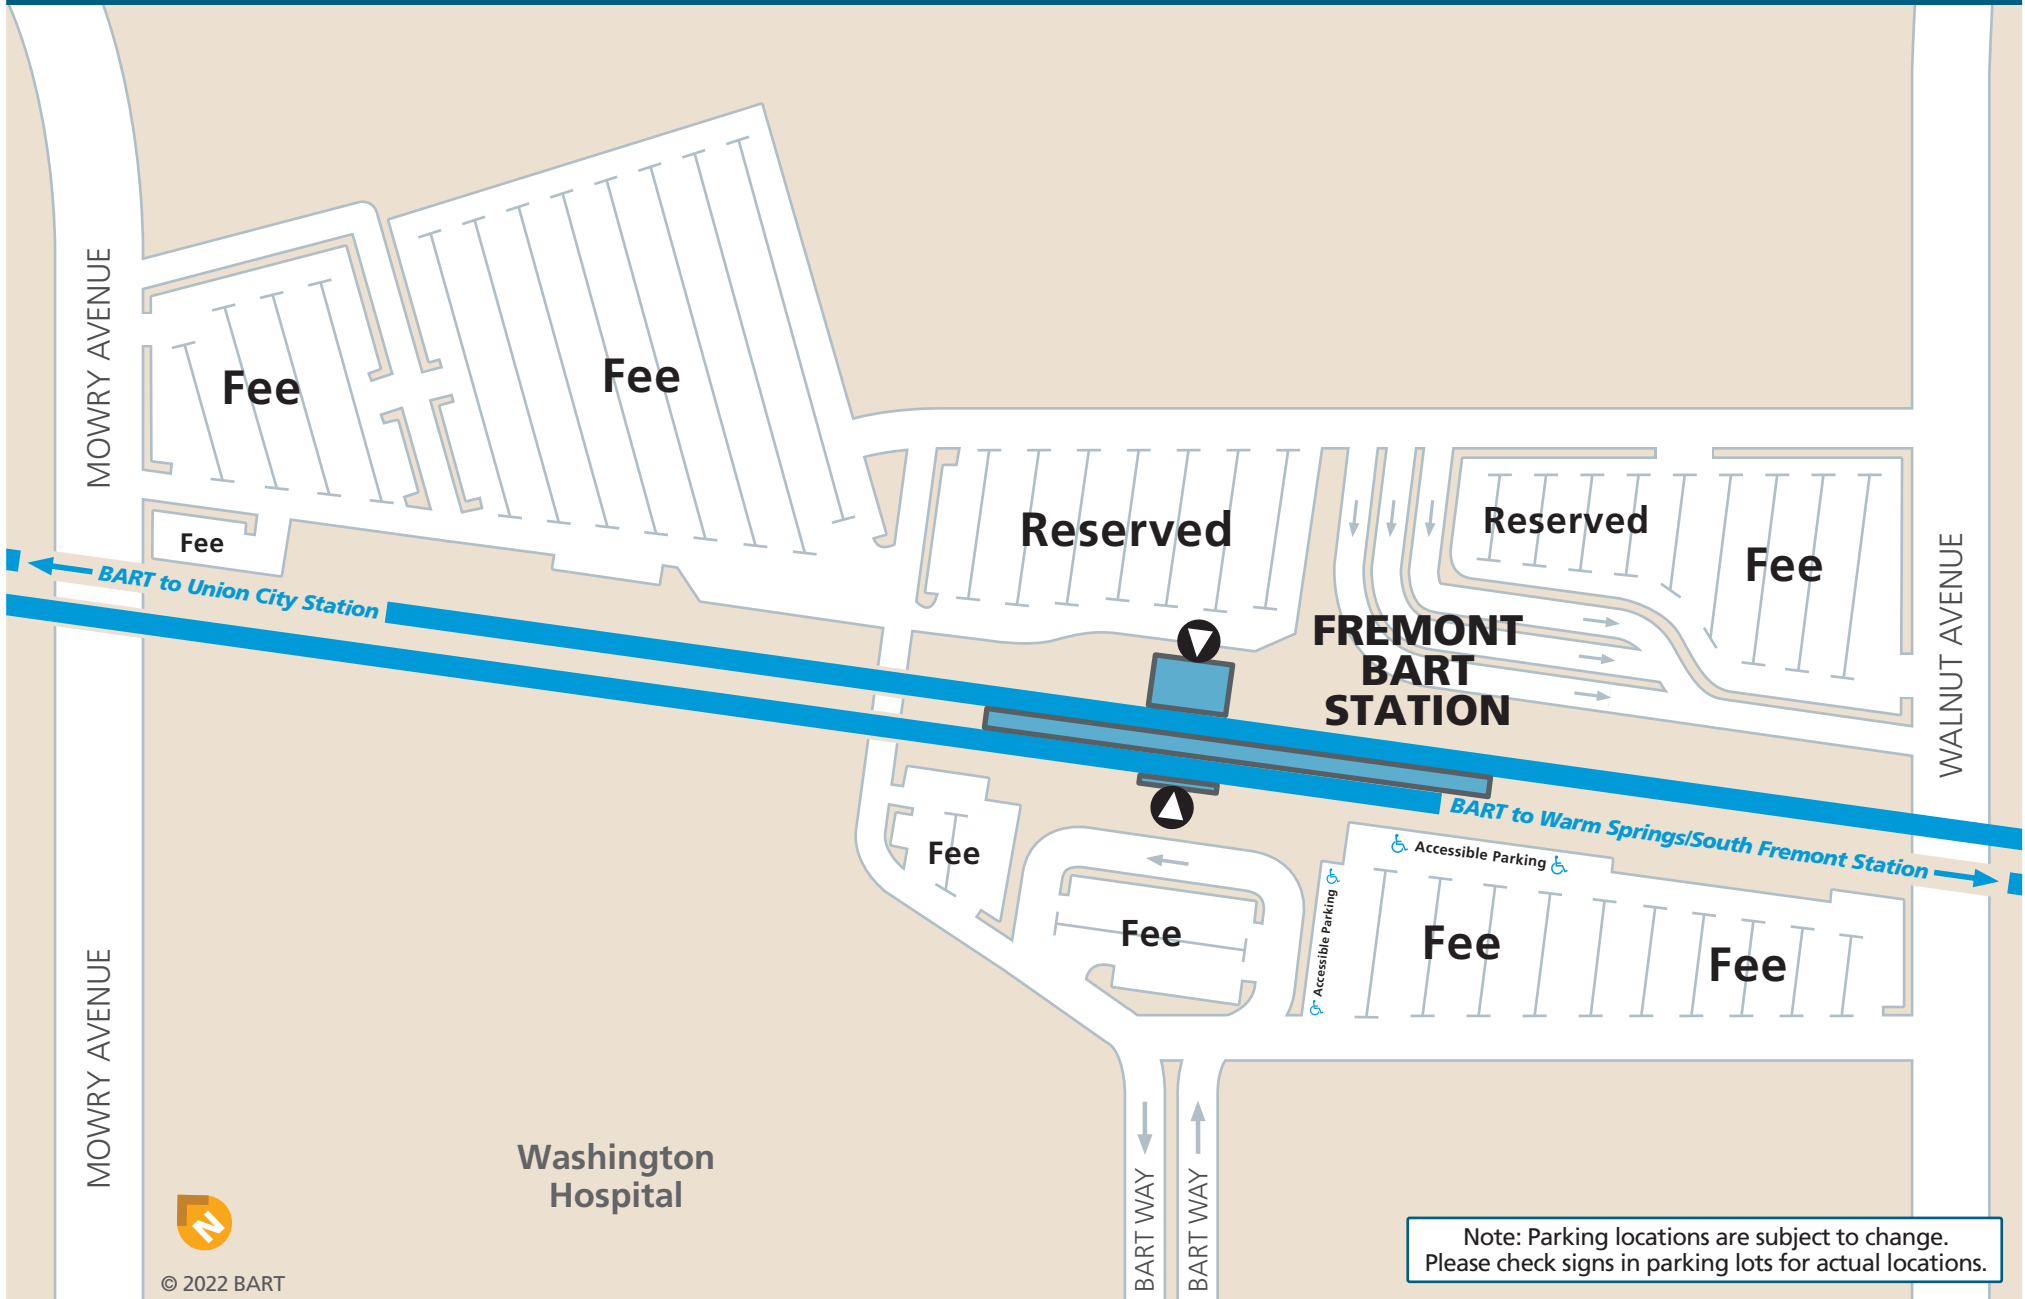 MOWRY AVENUE
Fee
Fee
Fee
BART to Union City Station
Reserved
Reserved
Fee
FREMONT
BART
STATION
WALNUT AVENUE
BART to Warm Springs/South Fremont Station
Accessible Parking
Accessible Parking
Fee
Fee
Fee
Fee
MOWRY AVENUE
Washington
Hospital
BART WAY
BART WAY
N
© 2022 BART
Note: Parking locations are subject to change.
Please check signs in parking lots for actual locations.